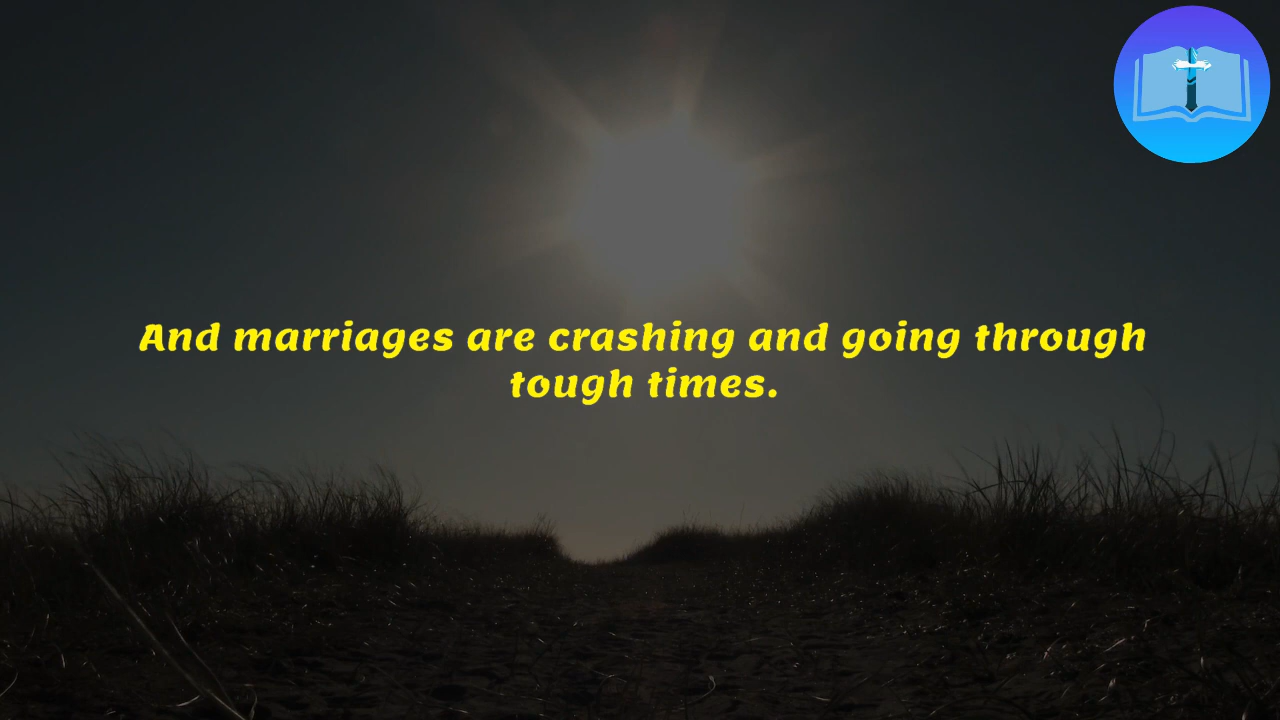 And marriages are crashing and going through
tough times.